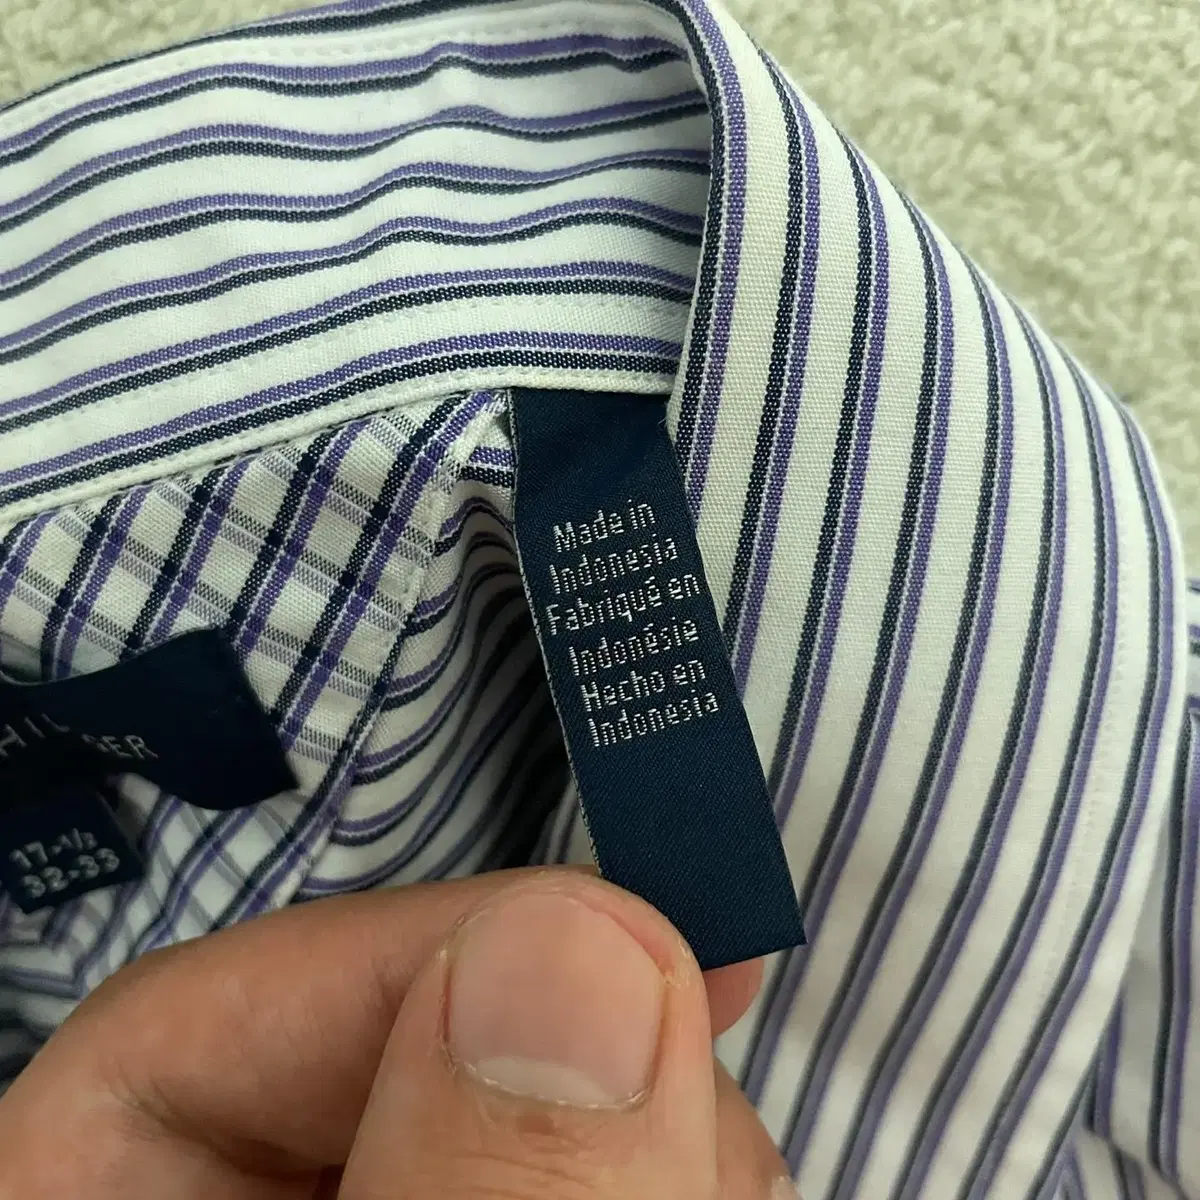 Made in
Indonesia
Fabriqué en
Indonésie
Hecho en
Indonesia
17-1/2
32-33